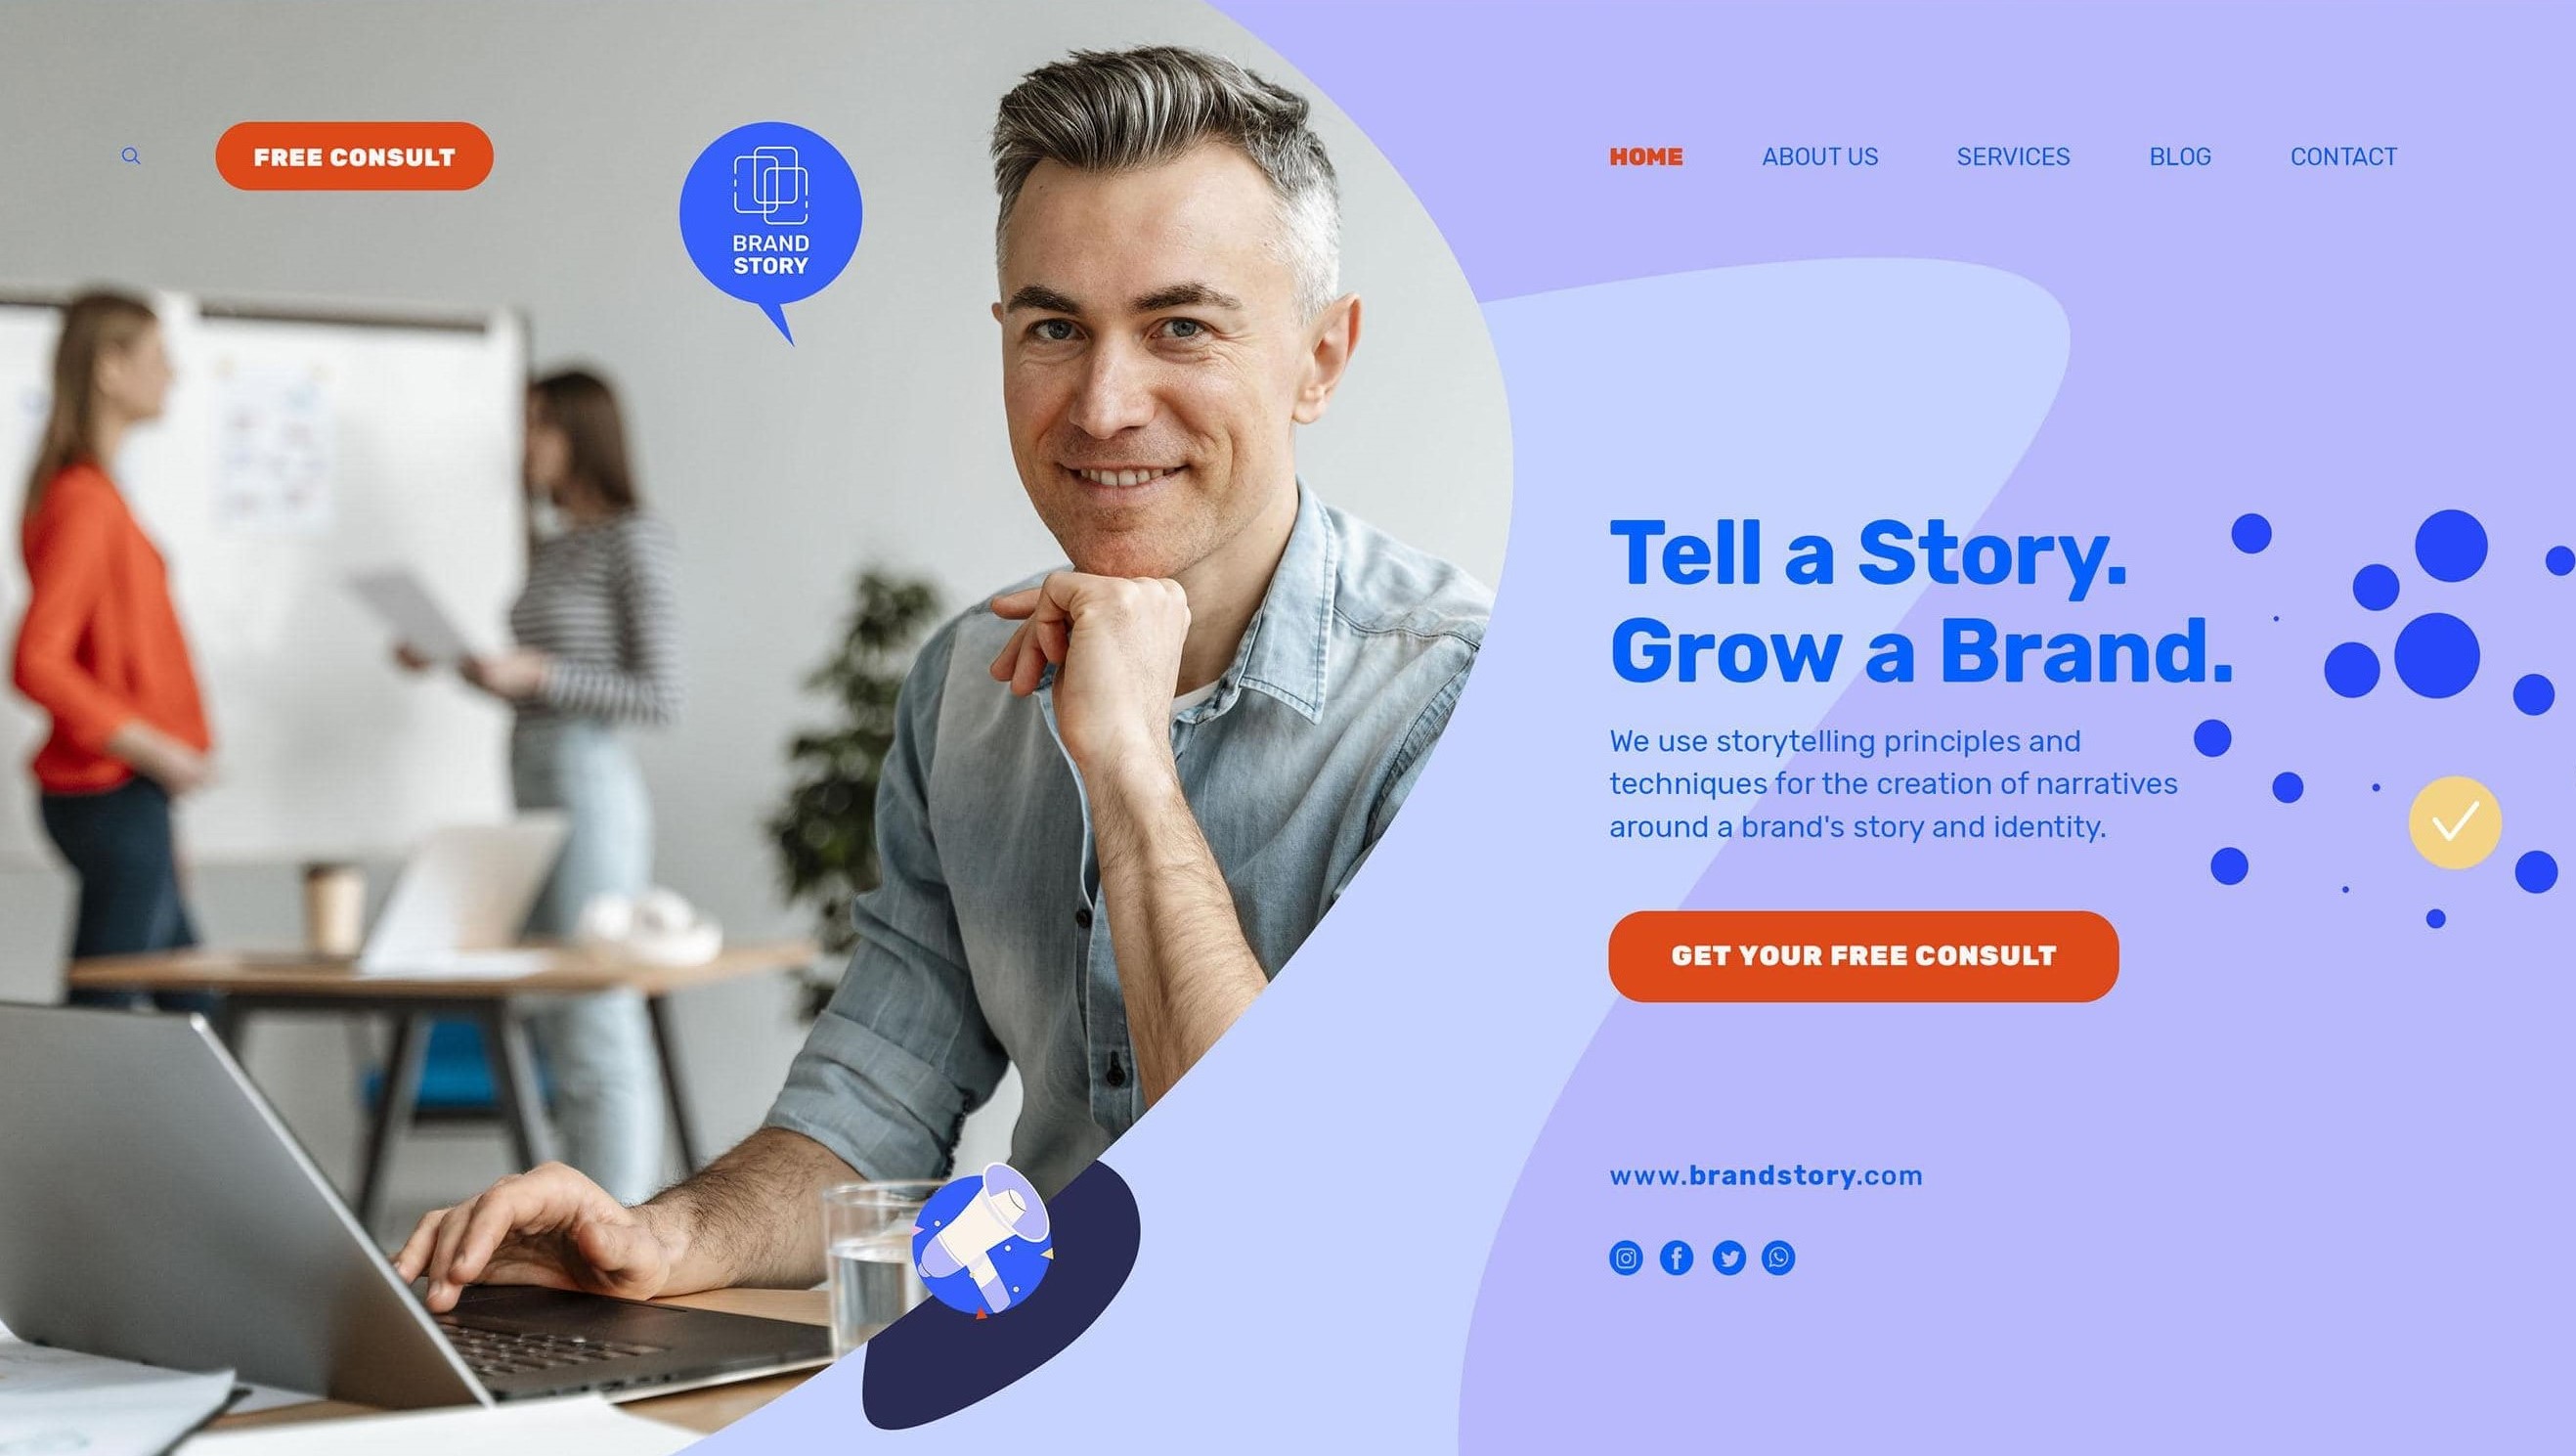 FREE CONSULT
BRAND
STORY
HOME ABOUT US SERVICES BLOG CONTACT
Tell a Story.
Grow a Brand.
We use storytelling principles and
techniques for the creation of narratives
around a brand's story and identity.
GET YOUR FREE CONSULT
www.brandstory.com